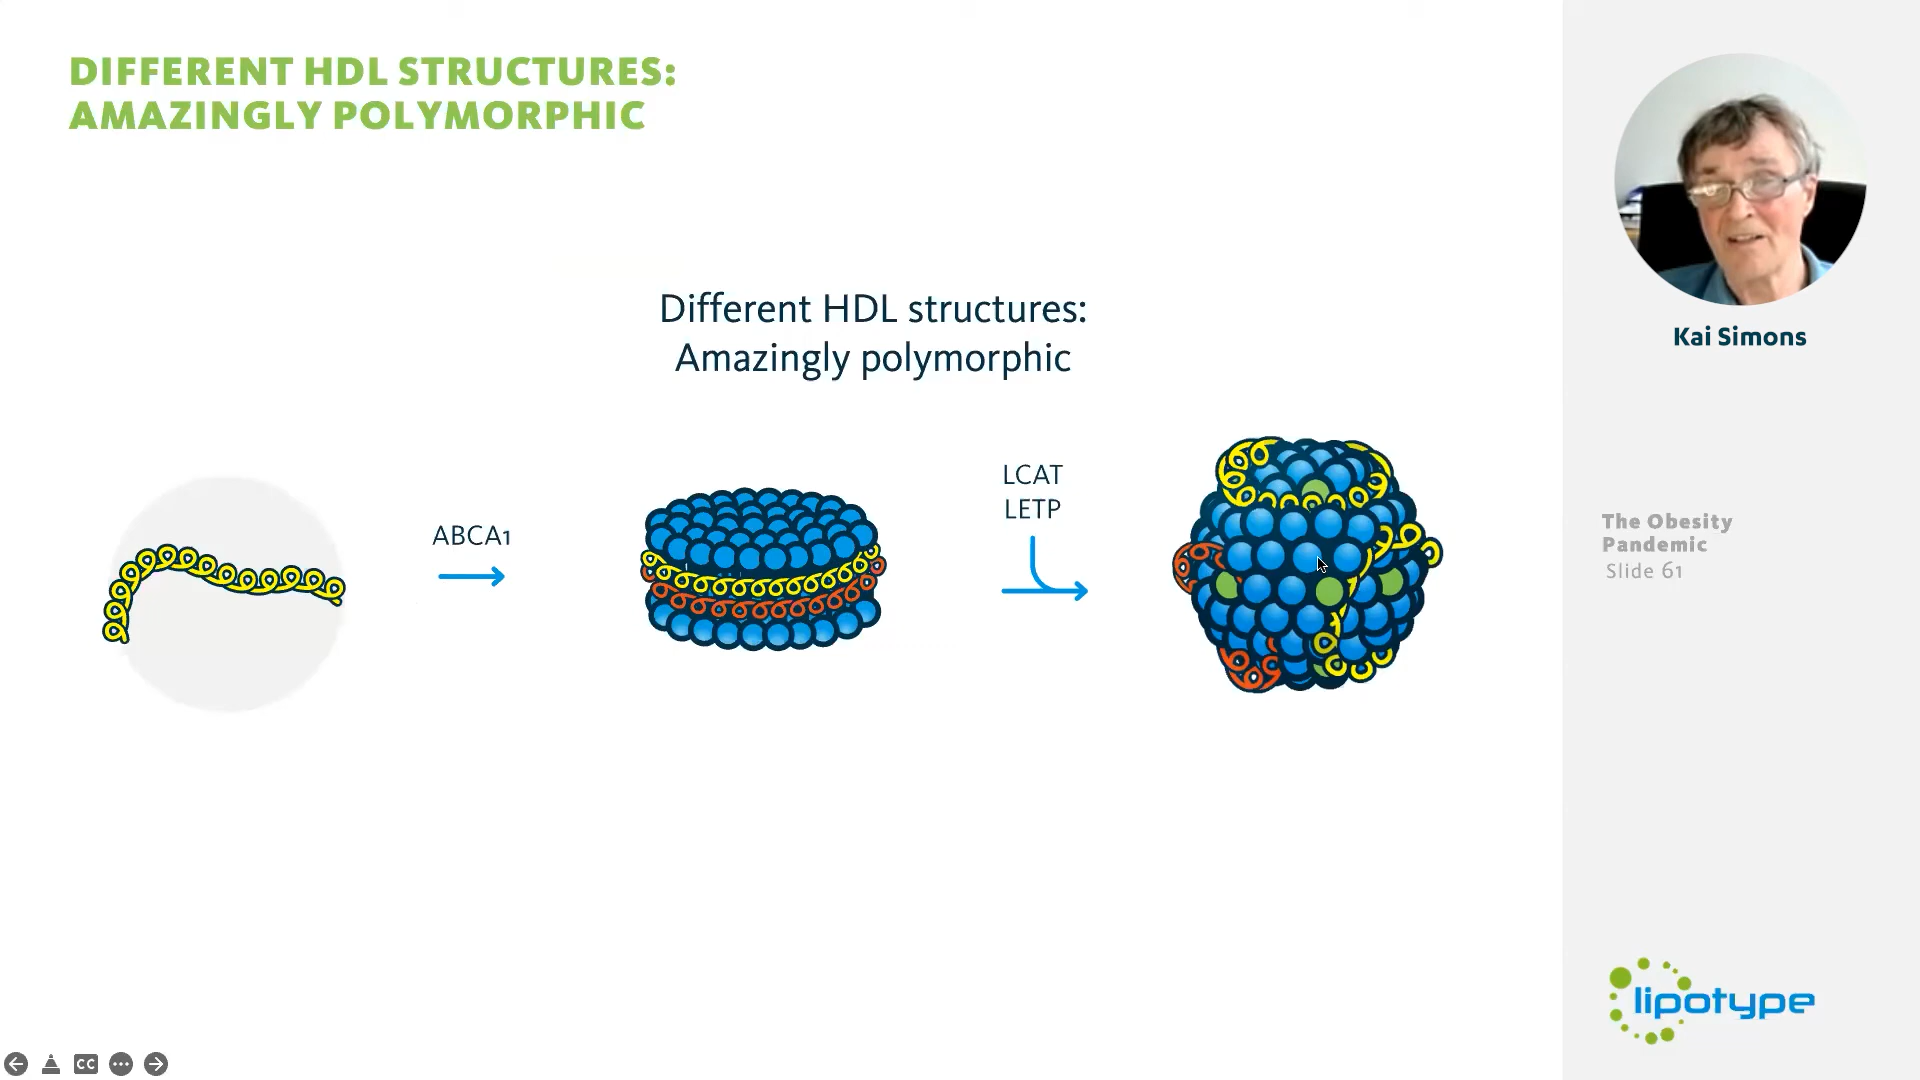 DIFFERENT HDL STRUCTURES:
AMAZINGLY POLYMORPHIC
Different HDL structures:
Amazingly polymorphic
ABCA1
LCAT
LETP
Kai Simons
The Obesity
Pandemic
Slide 61
lipotype
CC